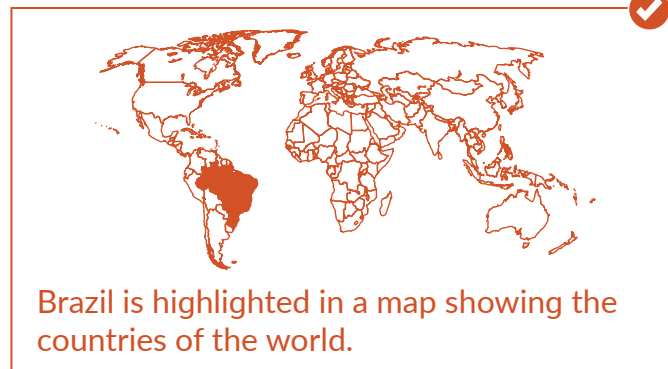 Brazil is highlighted in a map showing the
countries of the world.